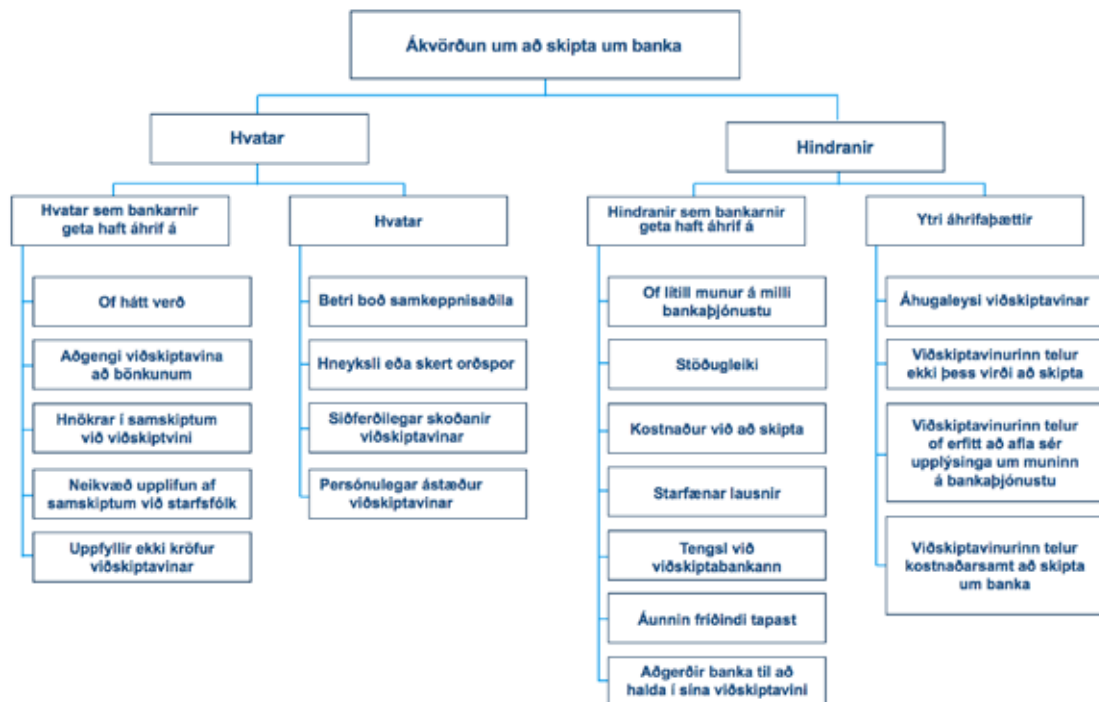 Ákvörðun um að skipta um banka
Hvatar
Hindranir
Hvatar sem bankarnir
geta haft áhrif á
Hvatar
Hindranir sem bankarnir
geta haft áhrif á
Ytri áhrifaþættir
Of hátt verð
Aðgengi viðskiptavina
að bönkunum
Hnökrar í samskiptum
við viðskiptvini
Neikvæð upplifun af
samskiptum við starfsfólk
Uppfyllir ekki kröfur
viðskiptavinar
Betri boð samkeppnisaðila
Hneyksli eða skert orðspor
Siðferðilegar skoðanir
viðskiptavinar
Persónulegar ástæður
viðskiptavinar
Of lítill munur á milli
bankaþjónustu
Stöðugleiki
Kostnaður við að skipta
Starfænar lausnir
Tengsl við
viðskiptabankann
Áunnin fríðindi tapast
Aðgerðir banka til að
halda í sína viðskiptavini
Áhugaleysi viðskiptavinar
Viðskiptavinurinn telur
ekki þess virði að skipta
Viðskiptavinurinn telur
of erfitt að afla sér
upplýsinga um muninn
á bankaþjónustu
Viðskiptavinurinn telur
kostnaðarsamt að skipta
um banka